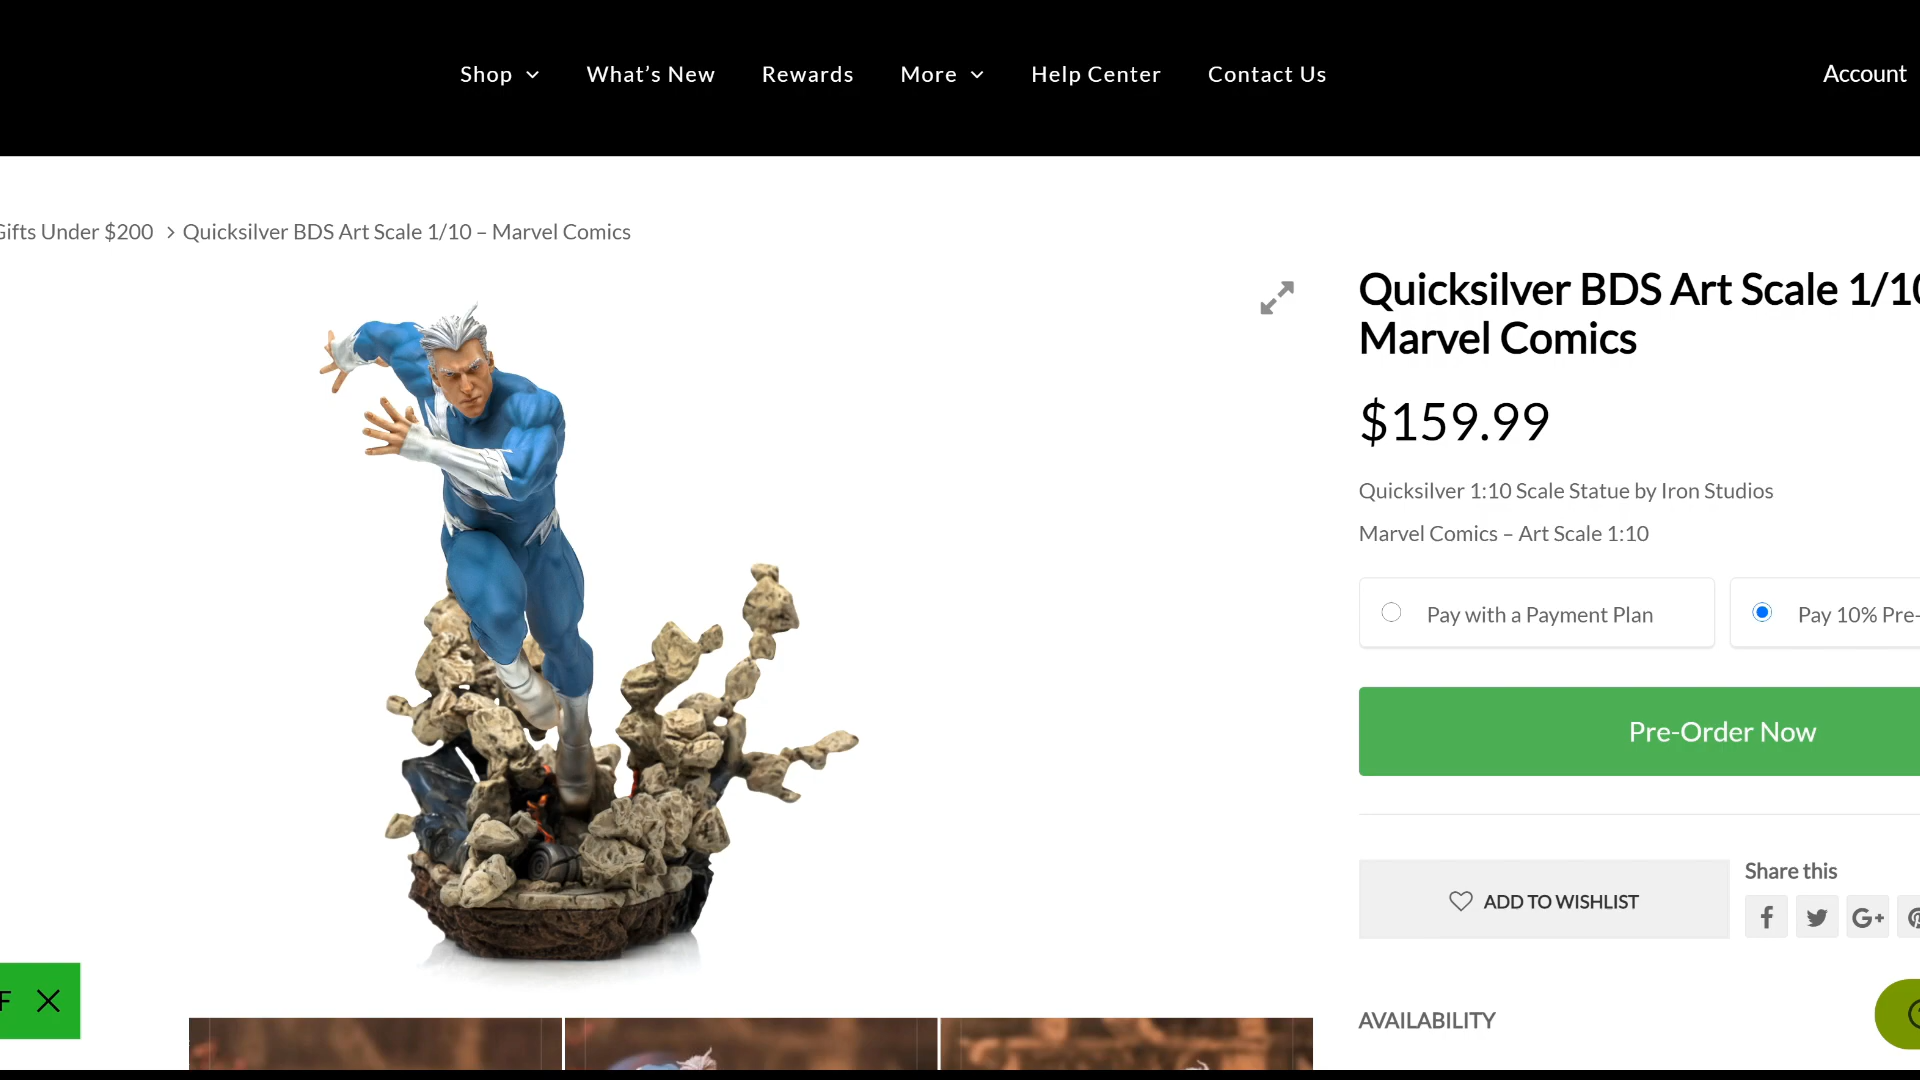 Shop
What's New
Rewards
More
Help Center
Contact Us
Account
Gifts Under $200 > Quicksilver BDS Art Scale 1/10 – Marvel Comics
Quicksilver BDS Art Scale 1/10
Marvel Comics
$159.99
Quicksilver 1:10 Scale Statue by Iron Studios
Marvel Comics – Art Scale 1:10
Pay with a Payment Plan
Pay 10% Pre-
Pre-Order Now
ADD TO WISHLIST
Share this
F
AVAILABILITY